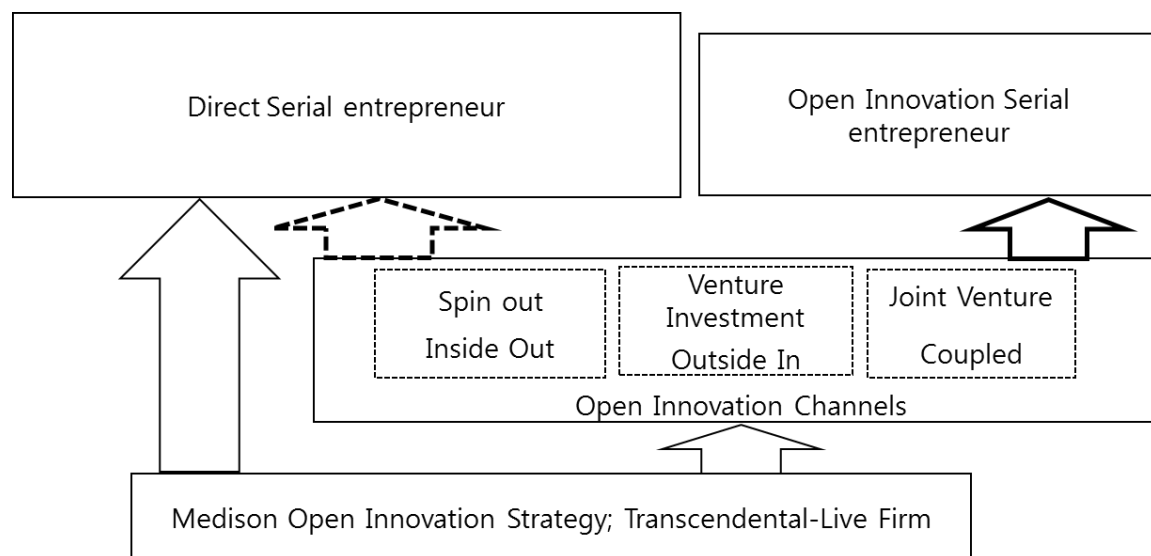 Direct Serial entrepreneur
Open Innovation Serial
entrepreneur
Spin out
Inside Out
Venture
Investment
Outside In
Joint Venture
Coupled
Open Innovation Channels
Medison Open Innovation Strategy; Transcendental-Live Firm